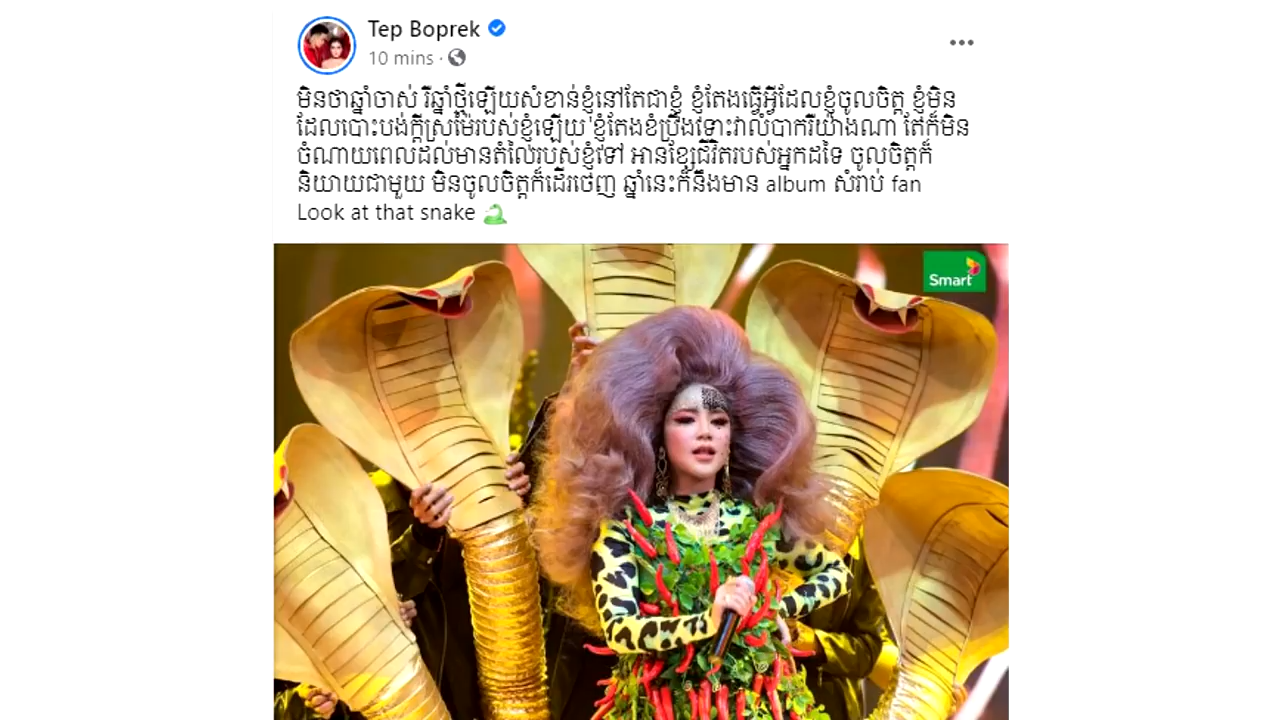 Tep Boprek
10 mins ·
មិនថាឆ្នាំចាស់ រឺឆ្នាំថ្មីឡើយសំខាន់ខ្ញុំនៅតែជាខ្ញុំ ខ្ញុំតែងធ្វើអ្វីដែលខ្ញុំចូលចិត្ត ខ្ញុំមិន
ដែលបោះបង់ក្តីស្រម៉ៃរបស់ខ្ញុំឡើយ ខ្ញុំតែងខំប្រឹងទោះវាលំបាករឺយ៉ាងណា តែក៏មិន
ចំណាយពេលដល់មានតំលៃរបស់ខ្ញុំទៅ អានខ្សែជីវិតរបស់អ្នកដទៃ ចូលចិត្តក៏
និយាយជាមួយ មិនចូលចិត្តក៏ដើរចេញ ឆ្នាំនេះក៏នឹងមាន album សំរាប់ fan
Look at that snake 🐍
Smart